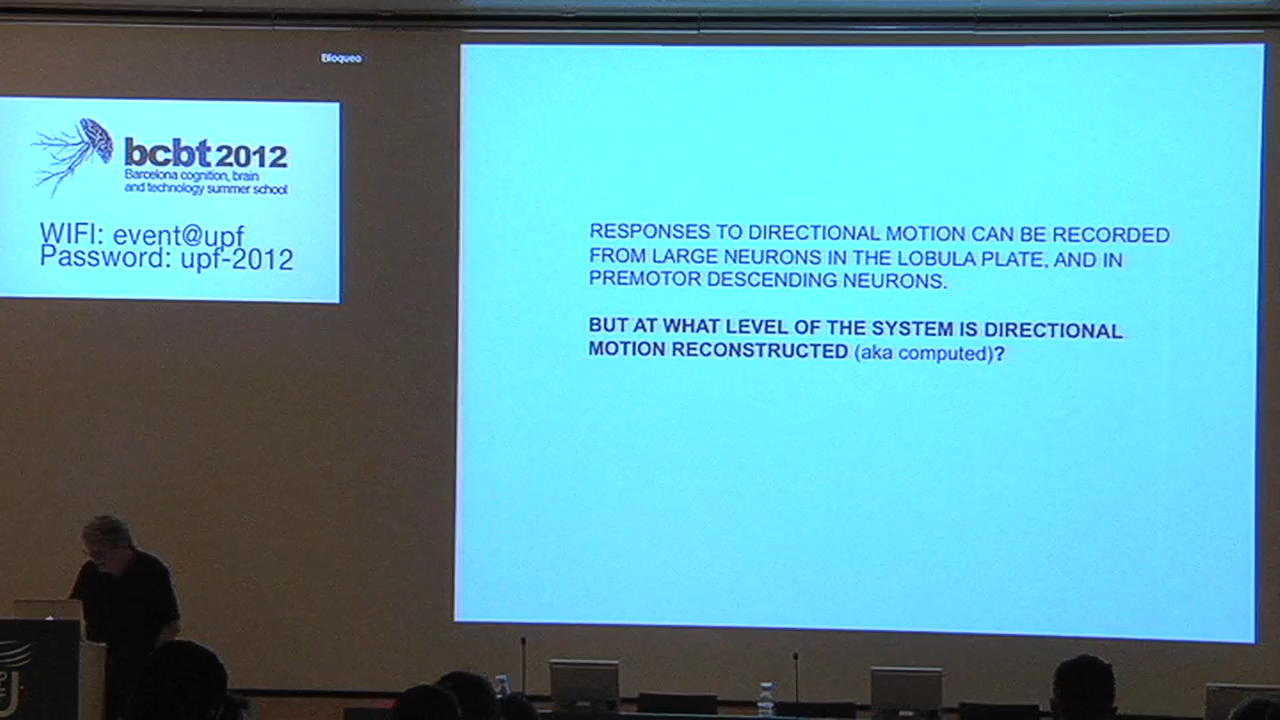 Bloqueo
bcbt 2012
Barcelona cognition, brain
and technology summer school
WIFI: event@upf
Password: upf-2012
RESPONSES TO DIRECTIONAL MOTION CAN BE RECORDED
FROM LARGE NEURONS IN THE LOBULA PLATE, AND IN
PREMOTOR DESCENDING NEURONS.
BUT AT WHAT LEVEL OF THE SYSTEM IS DIRECTIONAL
MOTION RECONSTRUCTED (aka computed)?